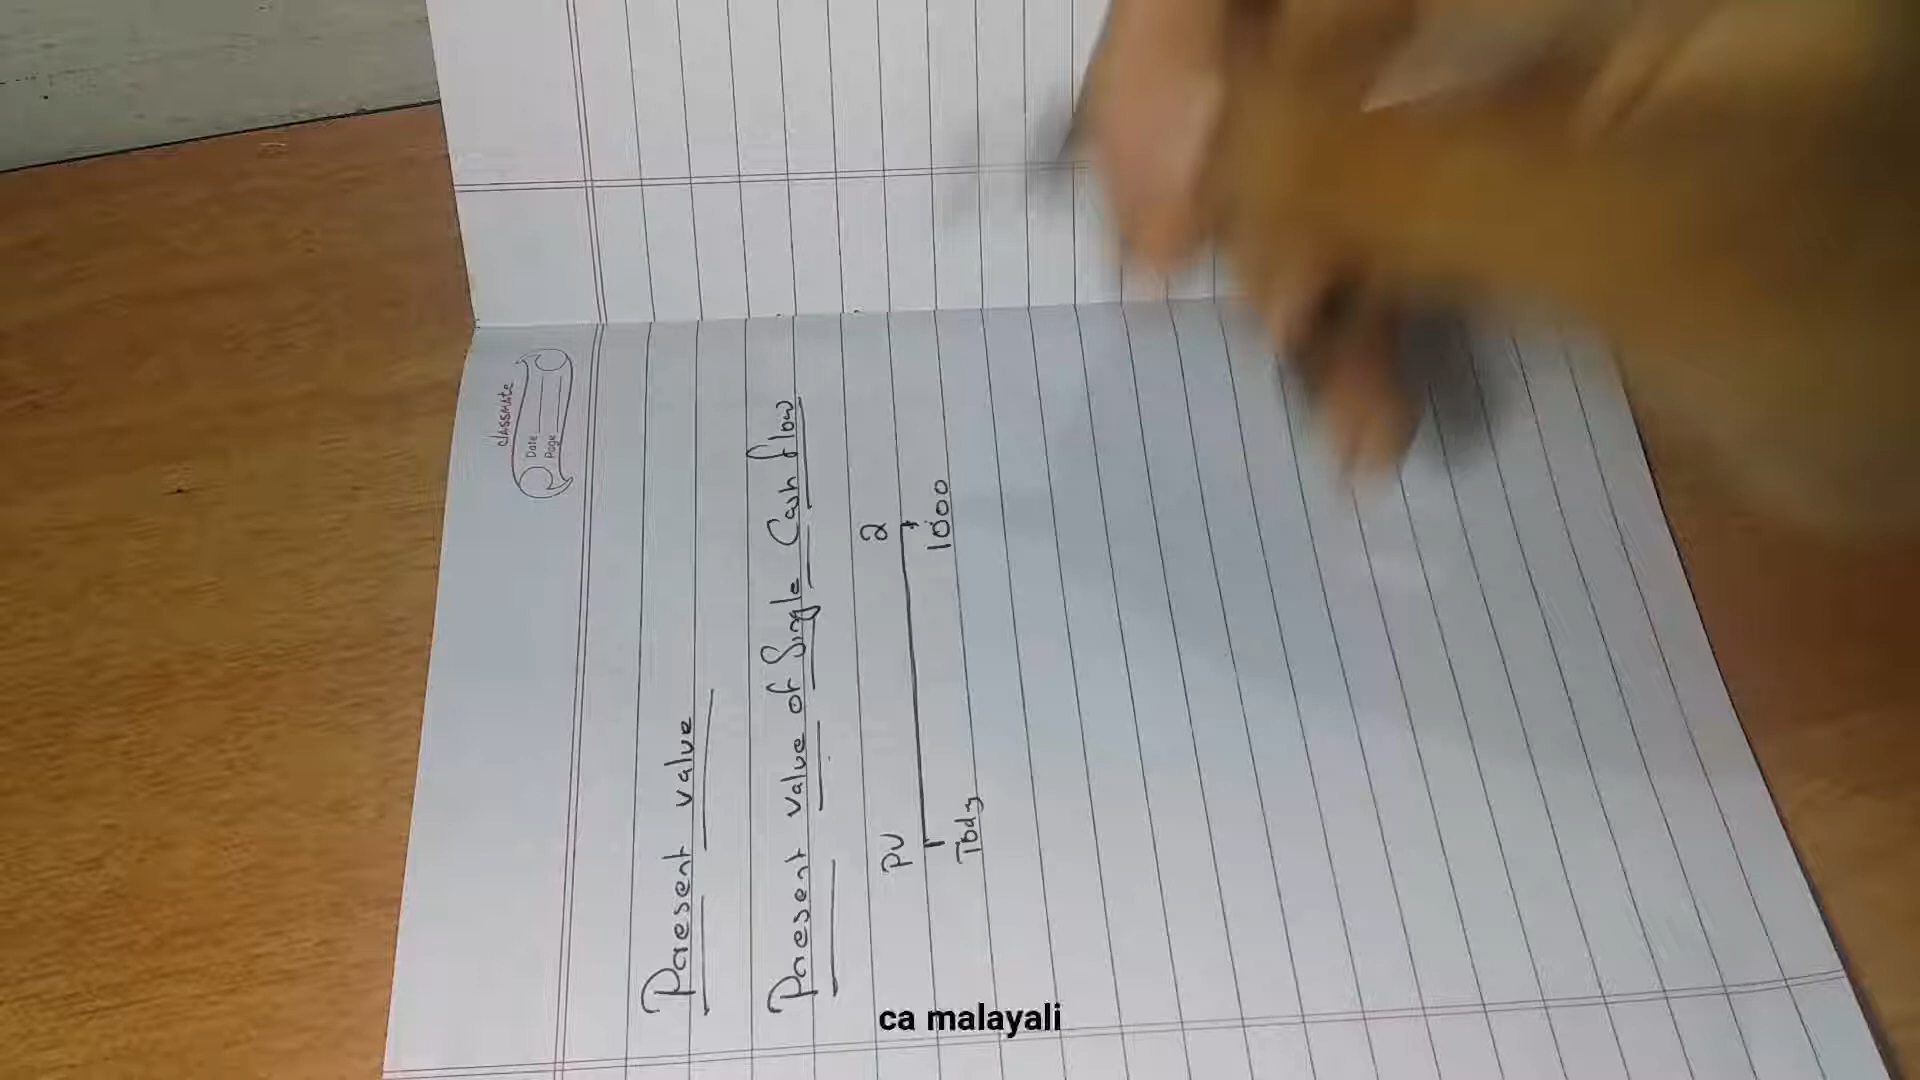 classmate
Date
Page
Present value
Present value of Single Cash flow
PV 2
Tody 1000
ca malayali